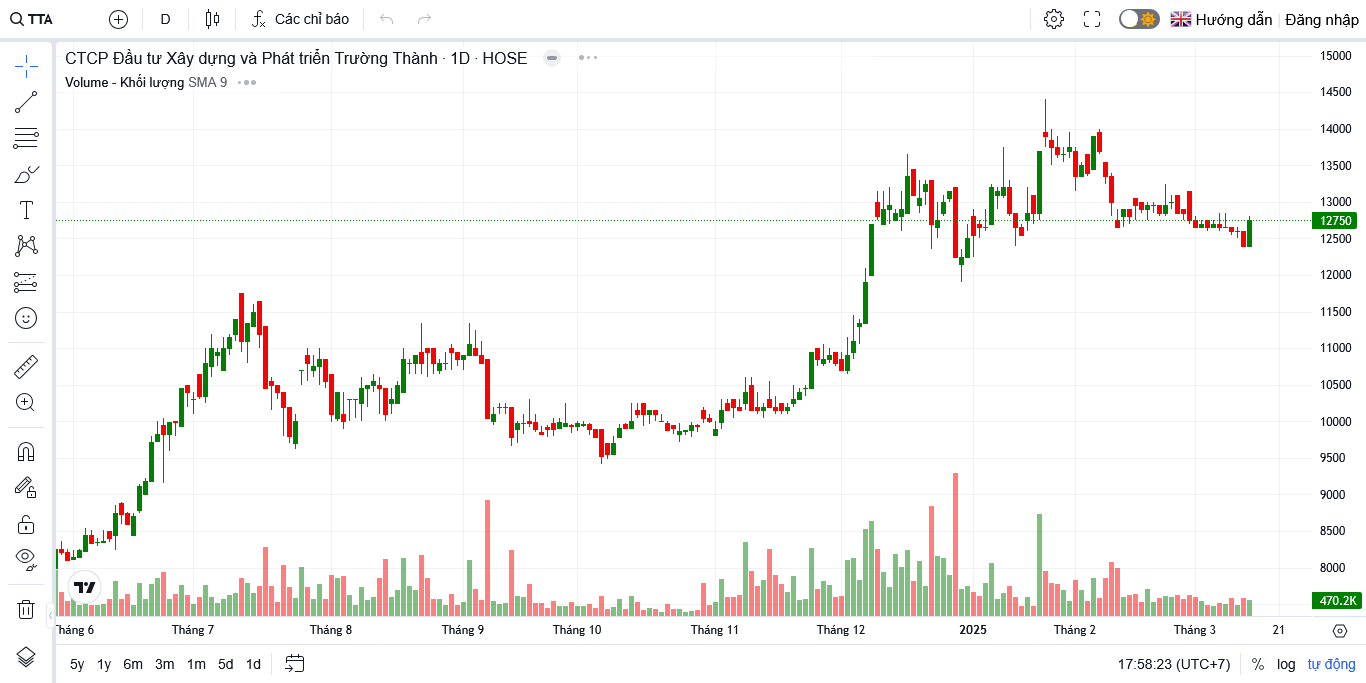 TTA D Các chỉ báo Hướng dẫn Đăng nhập
CTCP Đầu tư Xây dựng và Phát triển Trường Thành · 1D · HOSE
Volume - Khối lượng SMA 9
15000
14500
14000
13500
13000
12750
12500
12000
11500
11000
10500
10000
9500
9000
8500
8000
470.2K
Tháng 6 Tháng 7 Tháng 8 Tháng 9 Tháng 10 Tháng 11 Tháng 12 2025 Tháng 2 Tháng 3 21
5y 1y 6m 3m 1m 5d 1d 17:58:23 (UTC+7) % log tự động